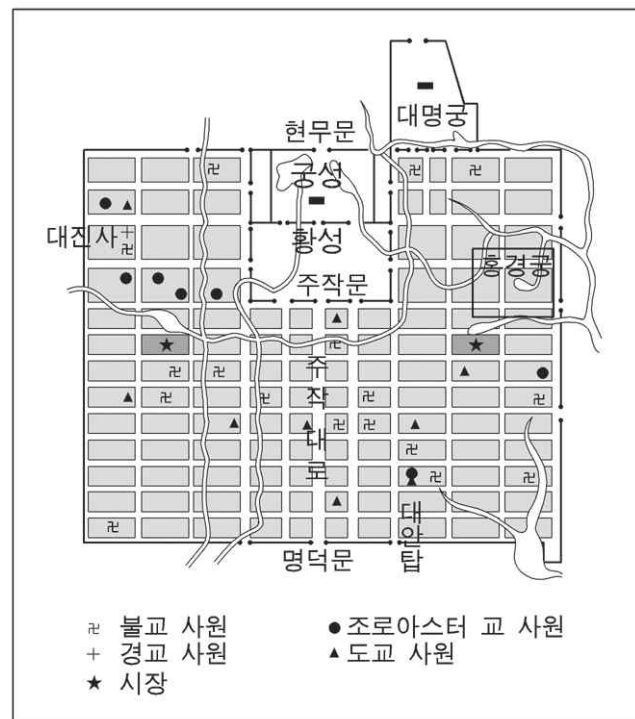 대명궁
현무문
궁성
대진사
황성
흥경궁
주작문
주작대로
대안탑
명덕문
卍 불교 사원
● 조로아스터 교 사원
+ 경교 사원
▲ 도교 사원
★ 시장